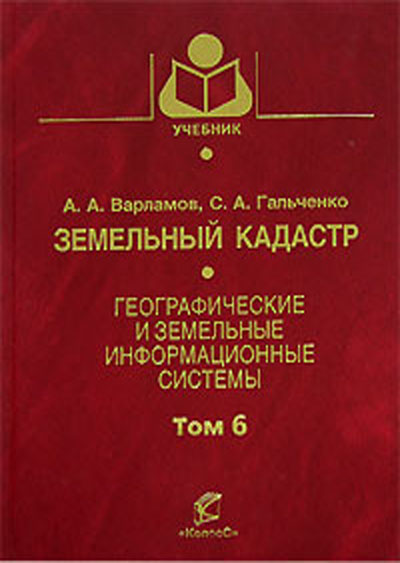 УЧЕБНИК
А. А. Варламов, С. А. Гальченко
ЗЕМЕЛЬНЫЙ КАДАСТР
ГЕОГРАФИЧЕСКИЕ
И ЗЕМЕЛЬНЫЕ
ИНФОРМАЦИОННЫЕ
СИСТЕМЫ
Том 6
«КолосС»